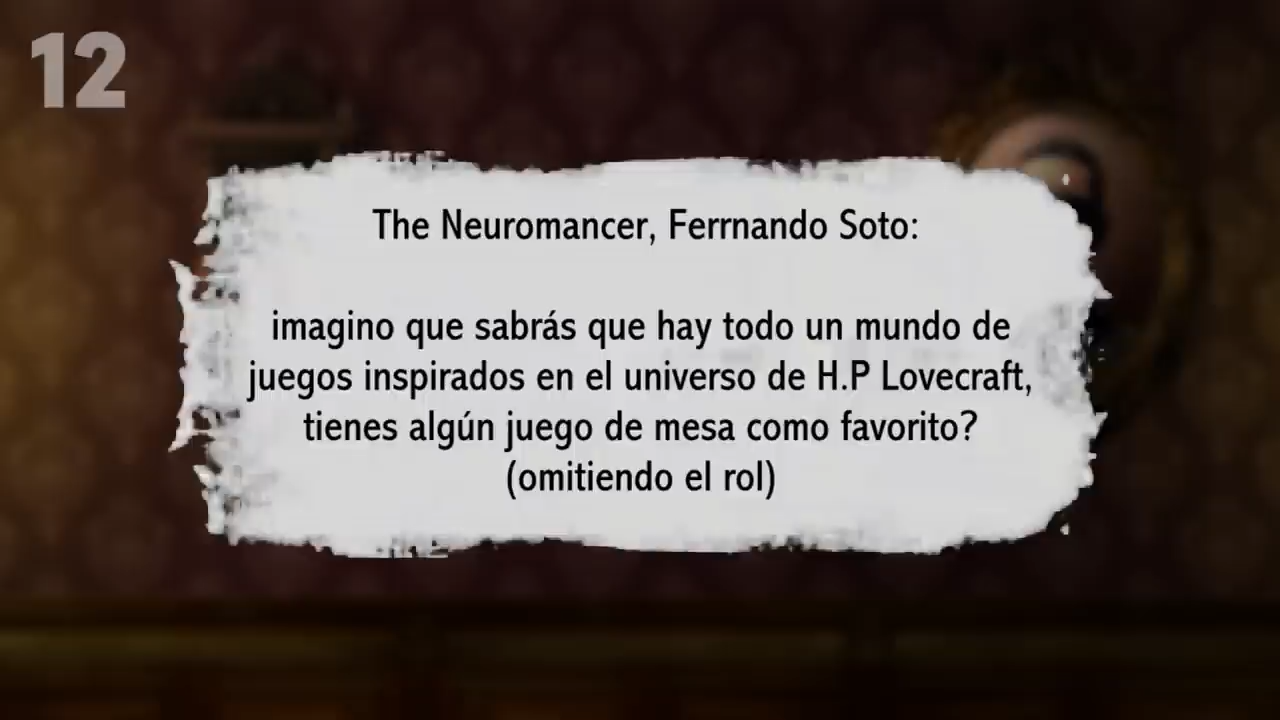 12
The Neuromancer, Ferrnando Soto:
imagino que sabrás que hay todo un mundo de
juegos inspirados en el universo de H.P Lovecraft,
tienes algún juego de mesa como favorito?
(omitiendo el rol)